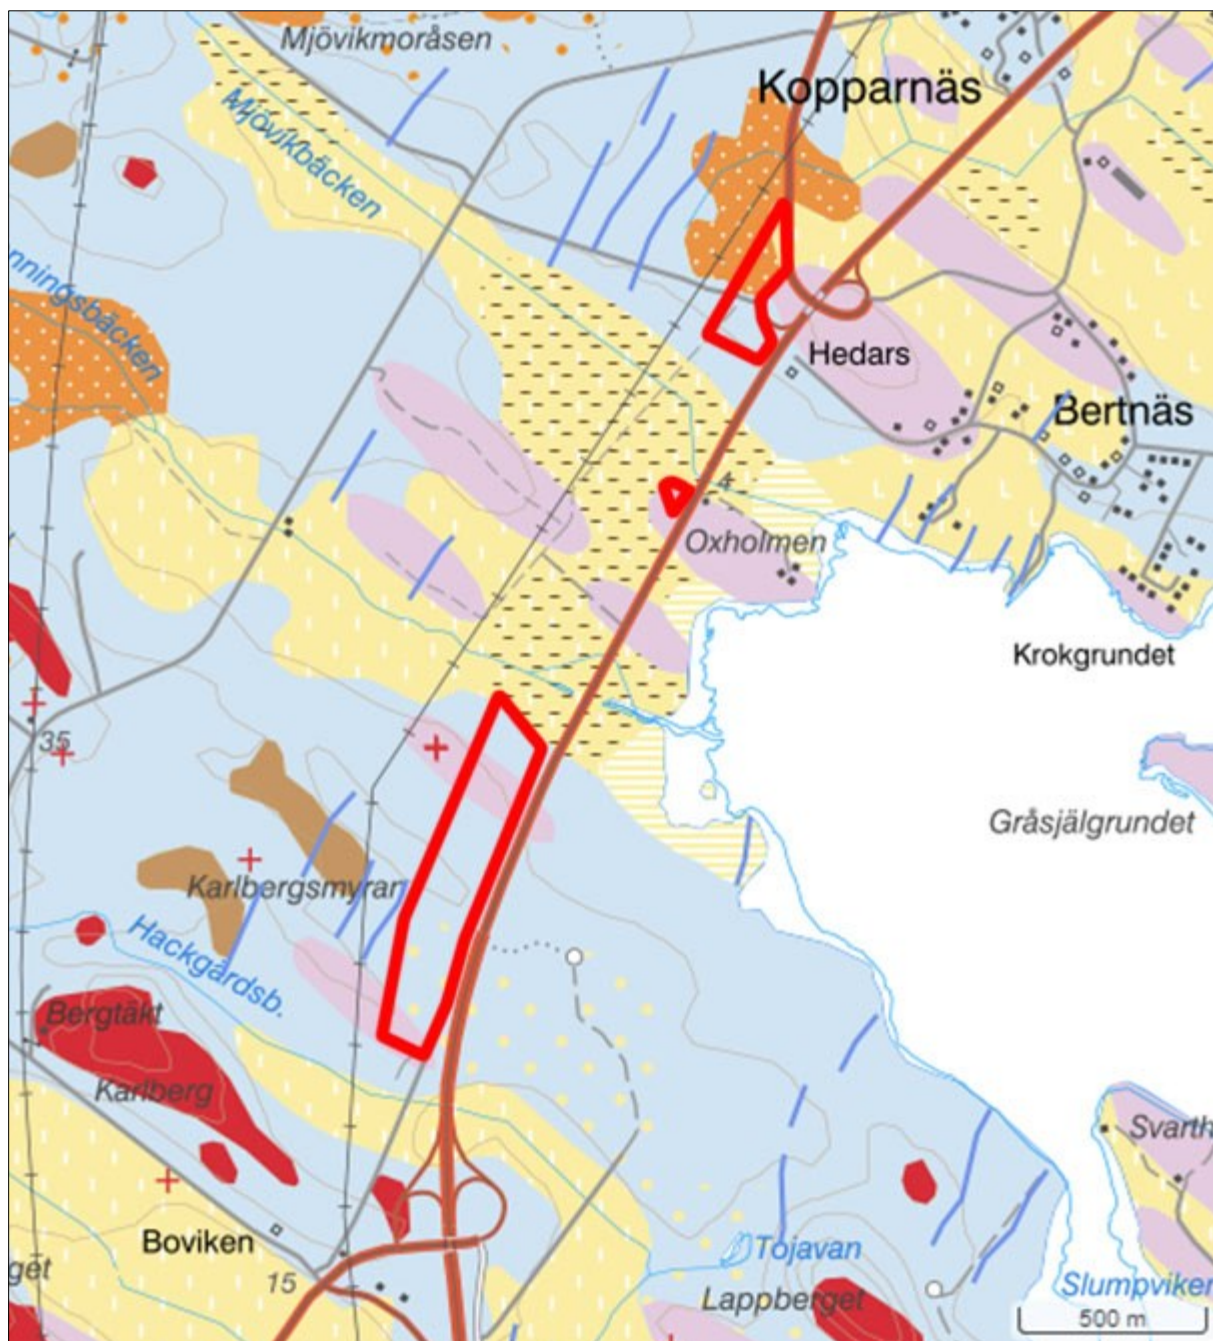 Mjövikmoråsen
Kopparnäs
Mjövikbäcken
nningsbäcken
Hedars
Bertnäs
4
Oxholmen
Krokgrundet
35
Gråsjälgrundet
Karlbergsmyran
Hackgårdsb.
Bergtäkt
Karlberg
Svarth
Boviken
Tojavan
get
15
Lappberget
Slumpviken
500 m